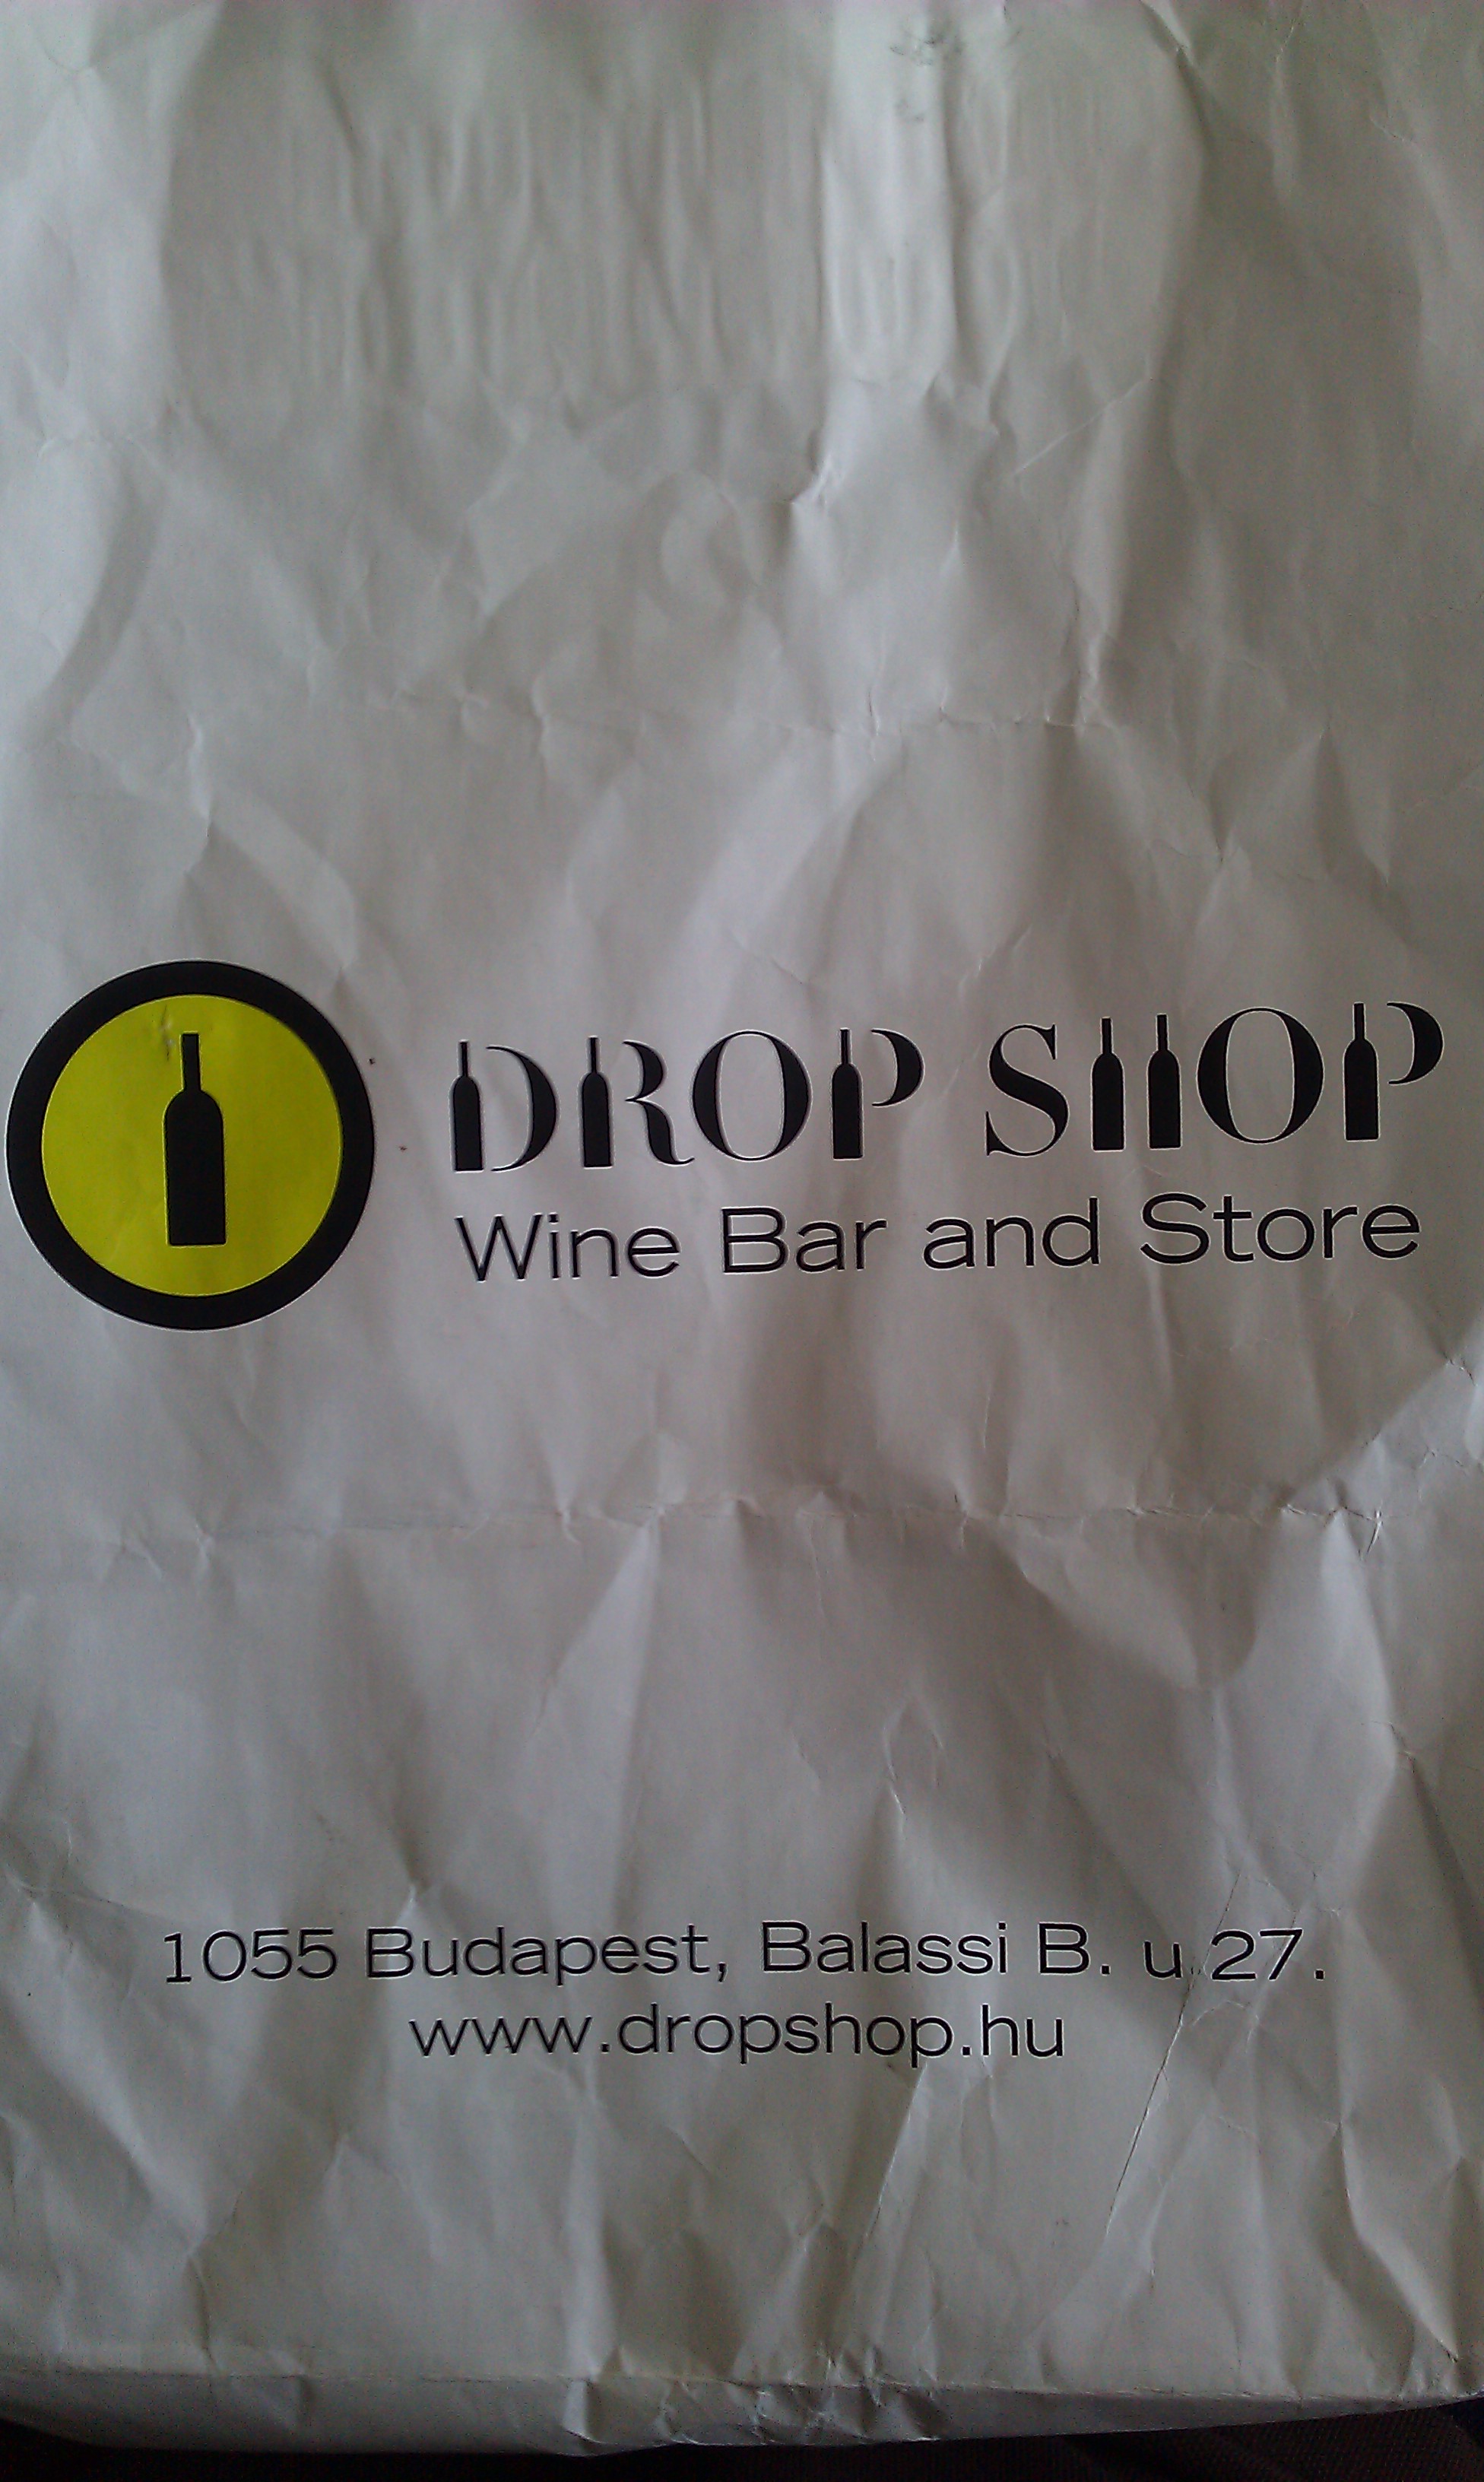 DROP SHOP
Wine Bar and Store
1055 Budapest, Balassi B. u.27.
www.dropshop.hu